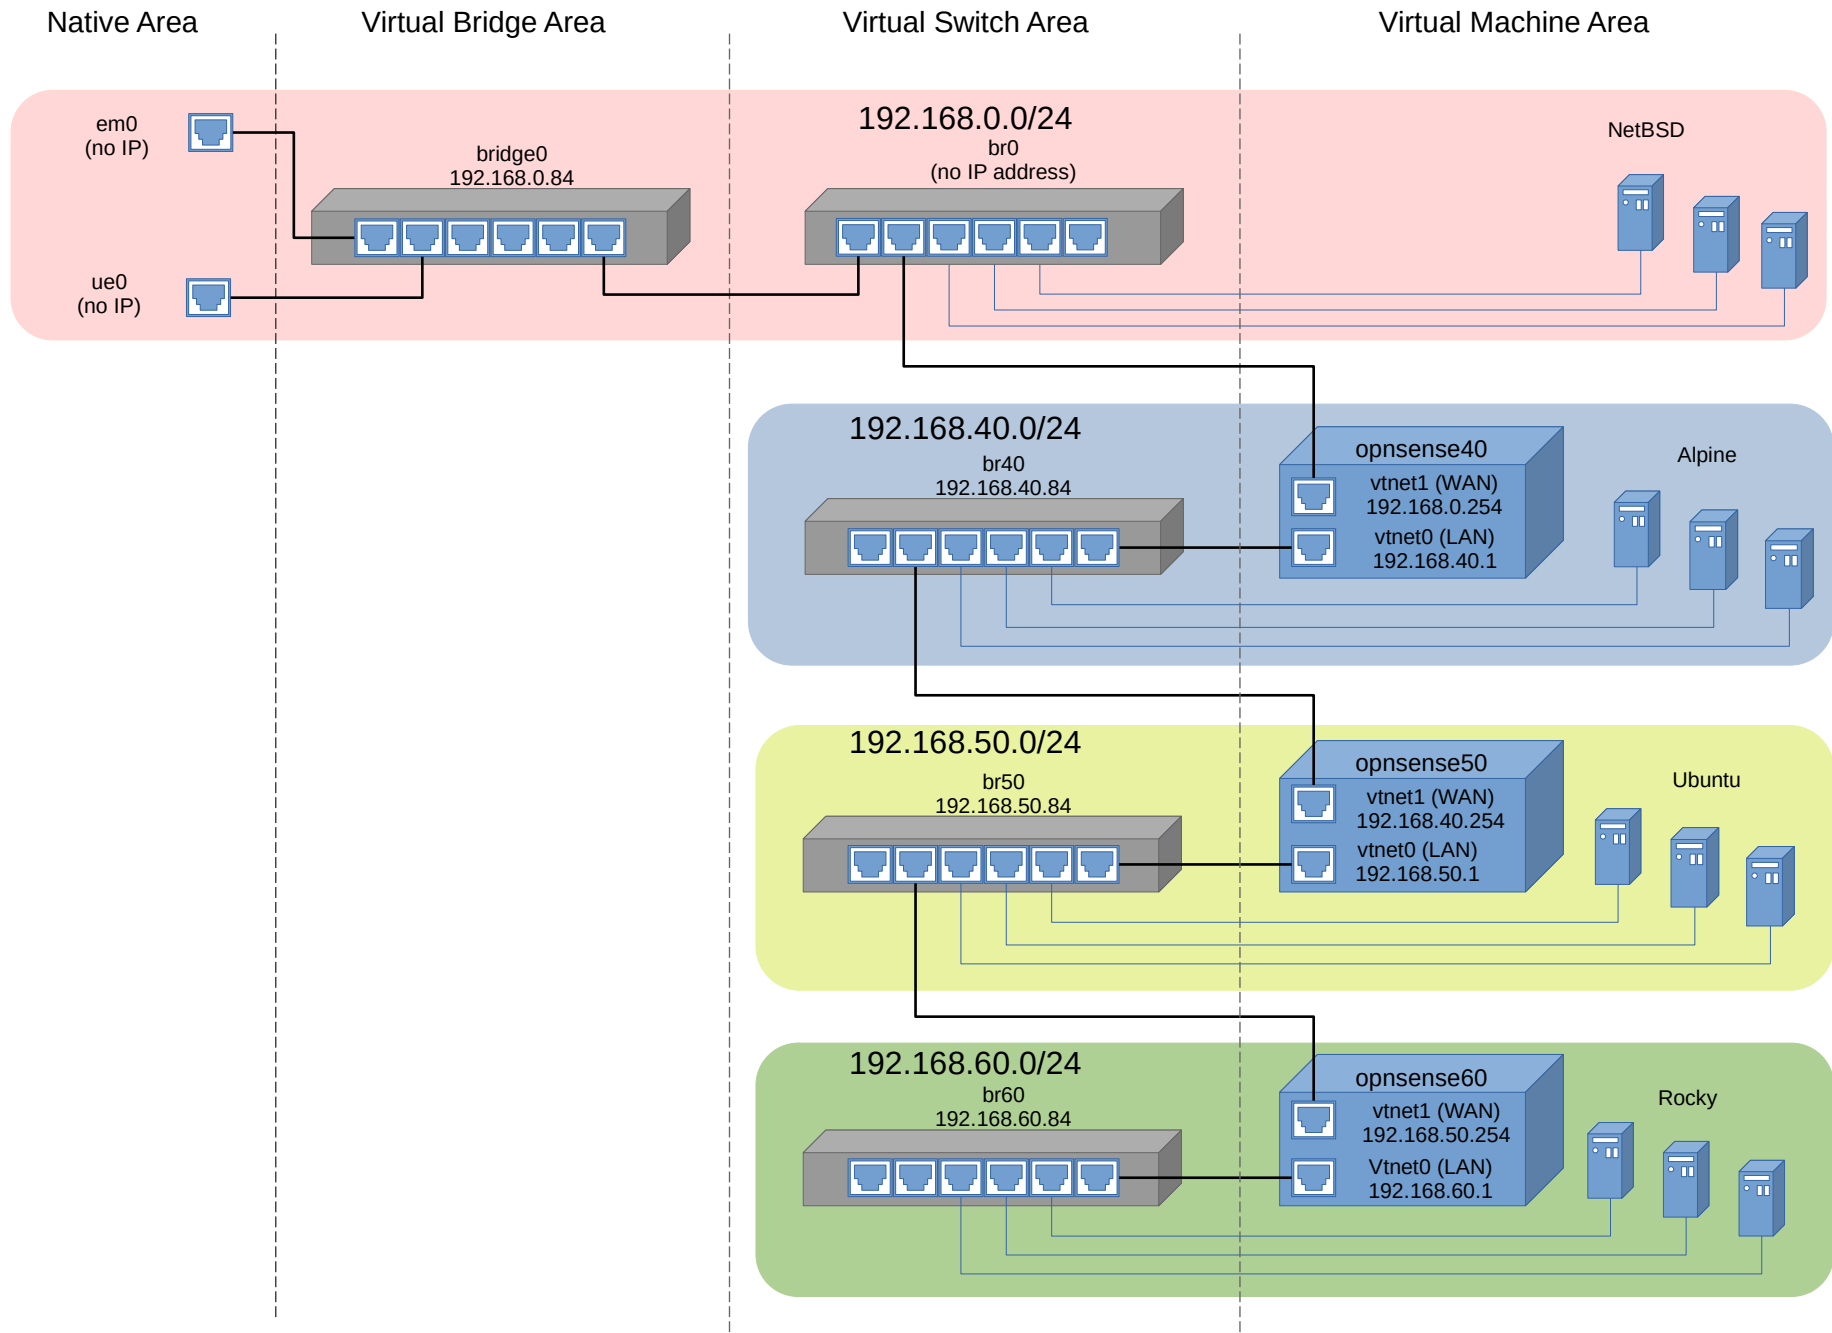 Native Area
Virtual Bridge Area
Virtual Switch Area
Virtual Machine Area
em0
(no IP)
bridge0
192.168.0.84
192.168.0.0/24
br0
(no IP address)
NetBSD
ue0
(no IP)
192.168.40.0/24
br40
192.168.40.84
opnsense40
vtnet1 (WAN)
192.168.0.254
vtnet0 (LAN)
192.168.40.1
Alpine
192.168.50.0/24
br50
192.168.50.84
opnsense50
vtnet1 (WAN)
192.168.40.254
vtnet0 (LAN)
192.168.50.1
Ubuntu
192.168.60.0/24
br60
192.168.60.84
opnsense60
vtnet1 (WAN)
192.168.50.254
Vtnet0 (LAN)
192.168.60.1
Rocky